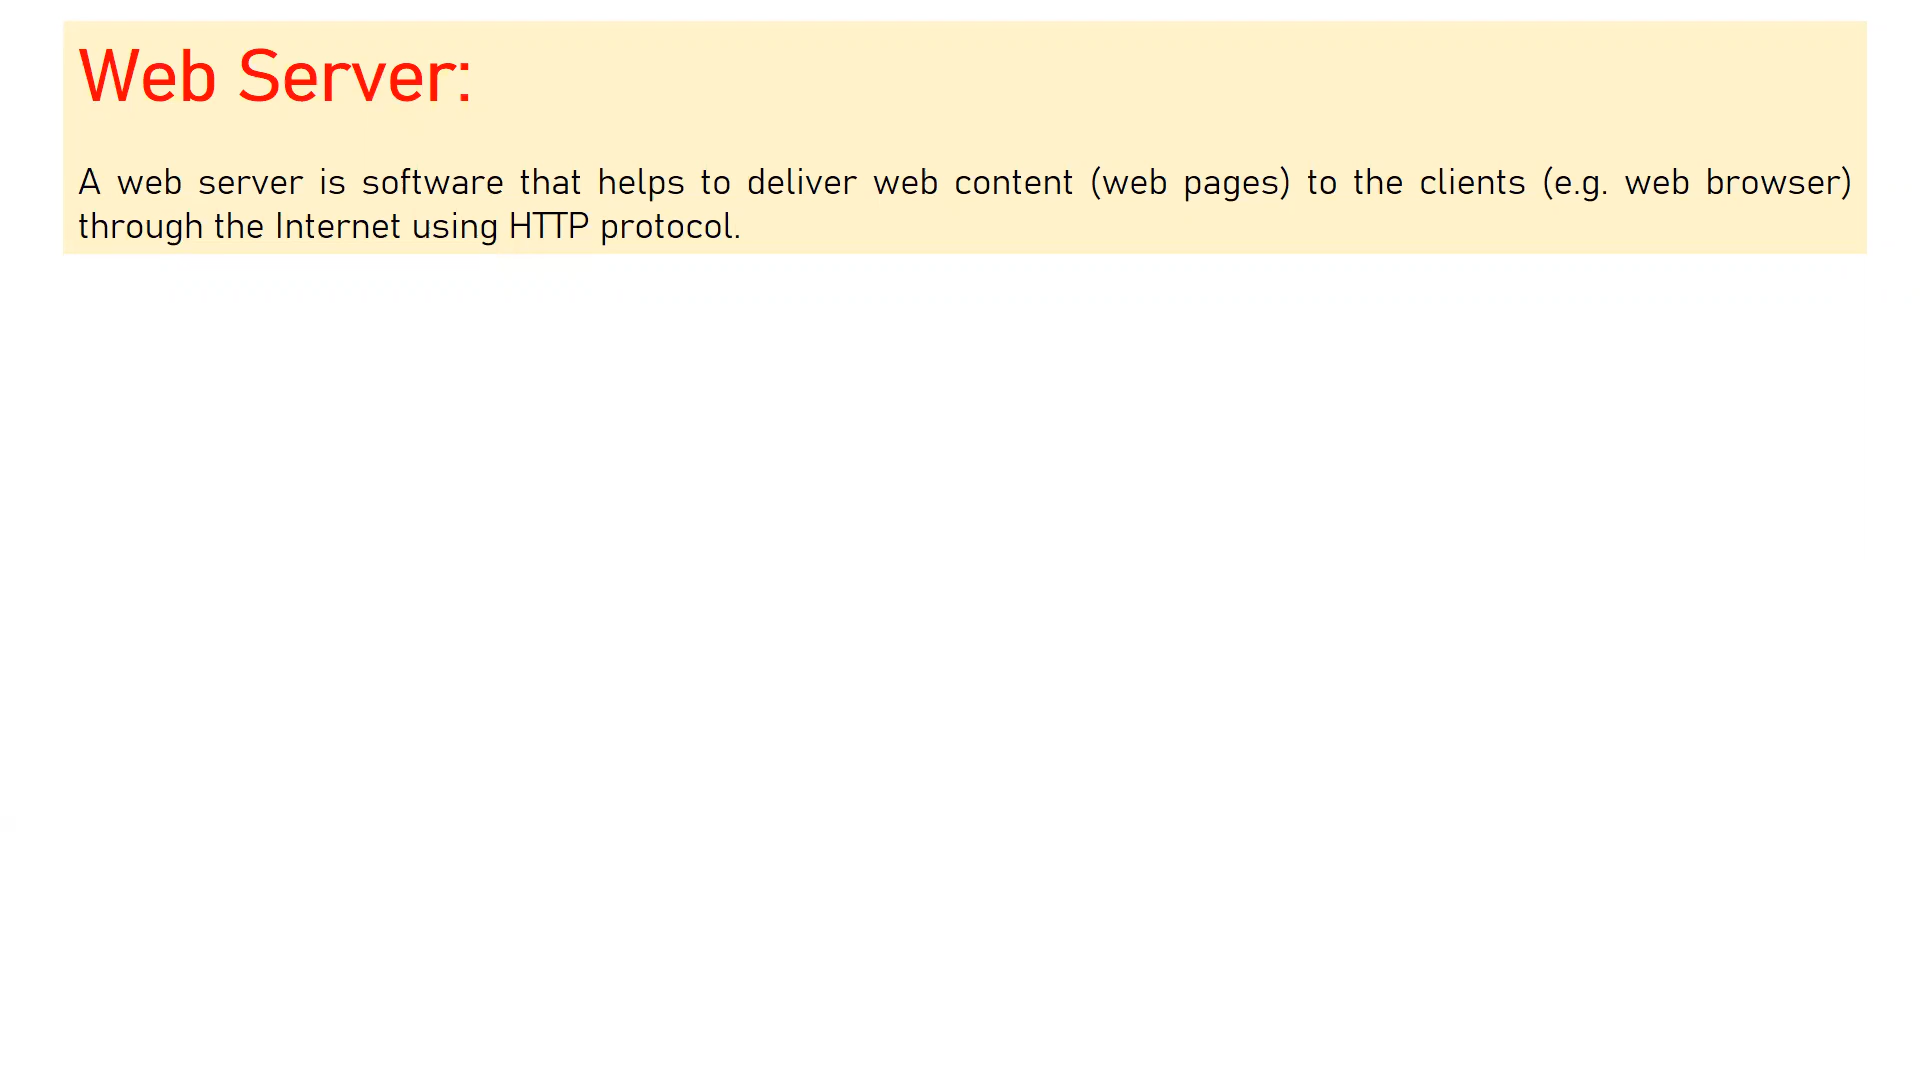 Web Server:
A web server is software that helps to deliver web content (web pages) to the clients (e.g. web browser)
through the Internet using HTTP protocol.